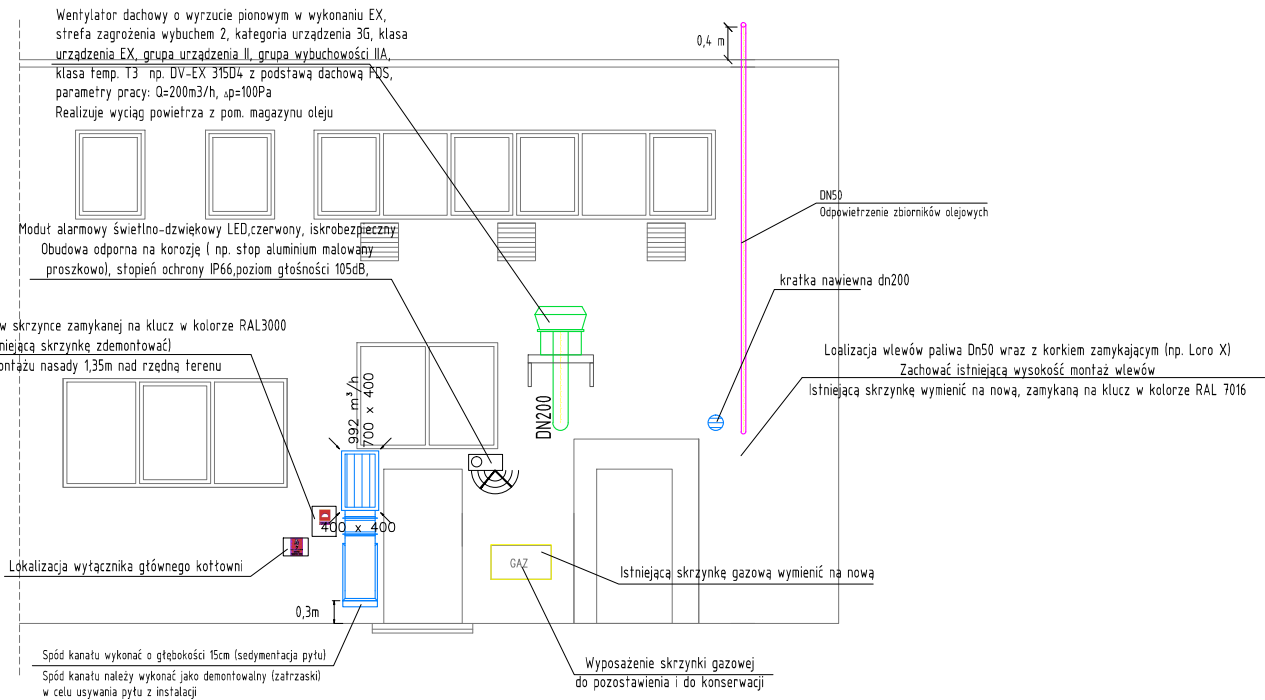 Wentylator dachowy o wyrzucie pionowym w wykonaniu EX,
strefa zagrożenia wybuchem 2, kategoria urządzenia 3G, klasa
urządzenia EX, grupa urządzenia II, grupa wybuchowości IIA,
klasa temp. T3 np. DV-EX 315D4 z podstawą dachową FDS,
parametry pracy: Q=200m3/h, Δp=100Pa
Realizuje wyciąg powietrza z pom. magazynu oleju
0,4 m
DN50
Odpowietrzenie zbiorników olejowych
Moduł alarmowy świetlno-dzwiękowy LED,czerwony, iskrobezpieczny
Obudowa odporna na korozję ( np. stop aluminium malowany
proszkowo), stopień ochrony IP66,poziom głośności 105dB,
kratka nawiewna dn200
w skrzynce zamykanej na klucz w kolorze RAL3000
niejącą skrzynkę zdemontować)
ontażu nasady 1,35m nad rzędną terenu
Loalizacja wlewów paliwa Dn50 wraz z korkiem zamykającym (np. Loro X)
Zachować istniejącą wysokość montaż wlewów
Istniejącą skrzynkę wymienić na nową, zamykaną na klucz w kolorze RAL 7016
992 m³/h
700 x 400
DN200
400 x 400
Lokalizacja wyłącznika głównego kotłowni
GAZ
Istniejącą skrzynkę gazową wymienić na nową
0,3m
Spód kanału wykonać o głębokości 15cm (sedymentacja pyłu)
Spód kanału należy wykonać jako demontowalny (zatrzaski)
w celu usywania pyłu z instalacji
Wyposażenie skrzynki gazowej
do pozostawienia i do konserwacji